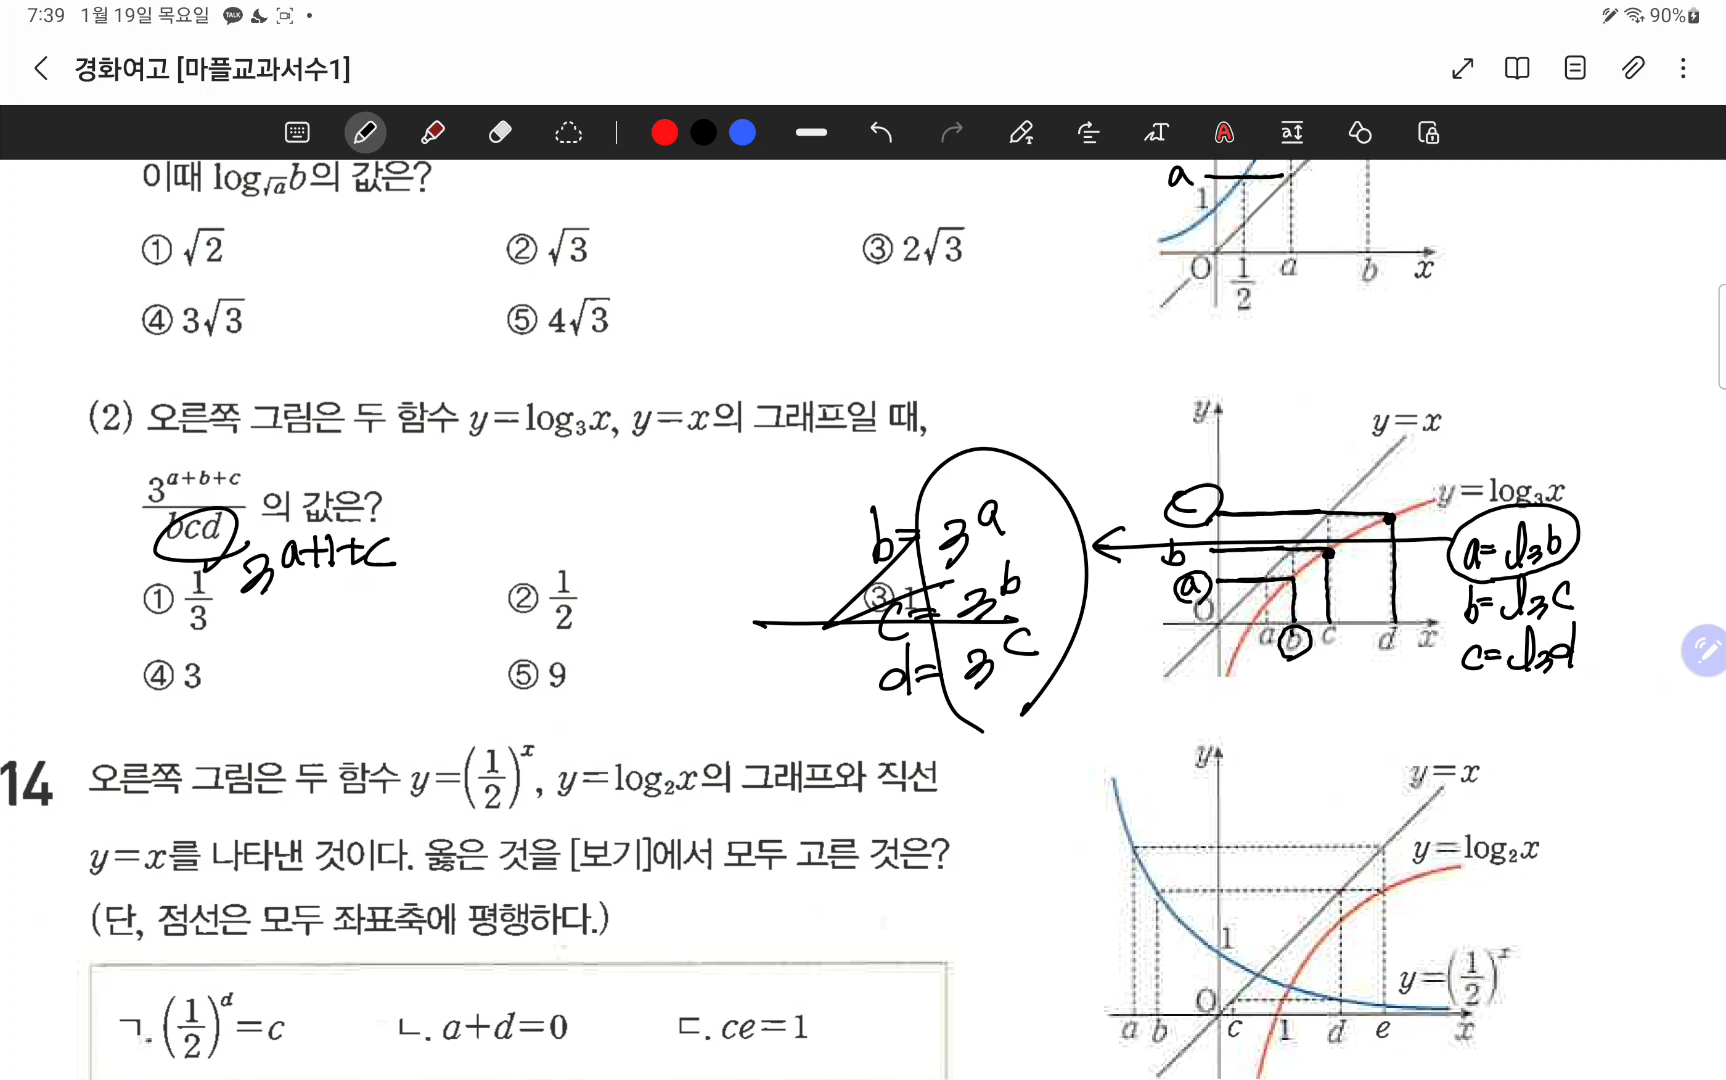 7:39 1월 19일 목요일 TALK 90%
경화여고 [마플교과서수1]
이때 log_{√a}b의 값은?
① √2 ② √3 ③ 2√3
④ 3√3 ⑤ 4√3
a
1
O 1/2 a b x
(2) 오른쪽 그림은 두 함수 y=log₃x, y=x의 그래프일 때,
3^{a+b+c}/bcd 의 값은?
3^{a+1+c}
① 1/3 ② 1/2 ③ 1
④ 3 ⑤ 9
b=3^a
c=3^b
d=3^c
y y=x
y=log₃x
c
b
a
O a b c d x
a=l₃b
b=l₃c
c=l₃d
14 오른쪽 그림은 두 함수 y=(1/2)^x, y=log₂x의 그래프와 직선
y=x를 나타낸 것이다. 옳은 것을 [보기]에서 모두 고른 것은?
(단, 점선은 모두 좌표축에 평행하다.)
ㄱ. (1/2)^d=c ㄴ. a+d=0 ㄷ. ce=1
y y=x
y=log₂x
1
y=(1/2)^x
O
a b c 1 d e x